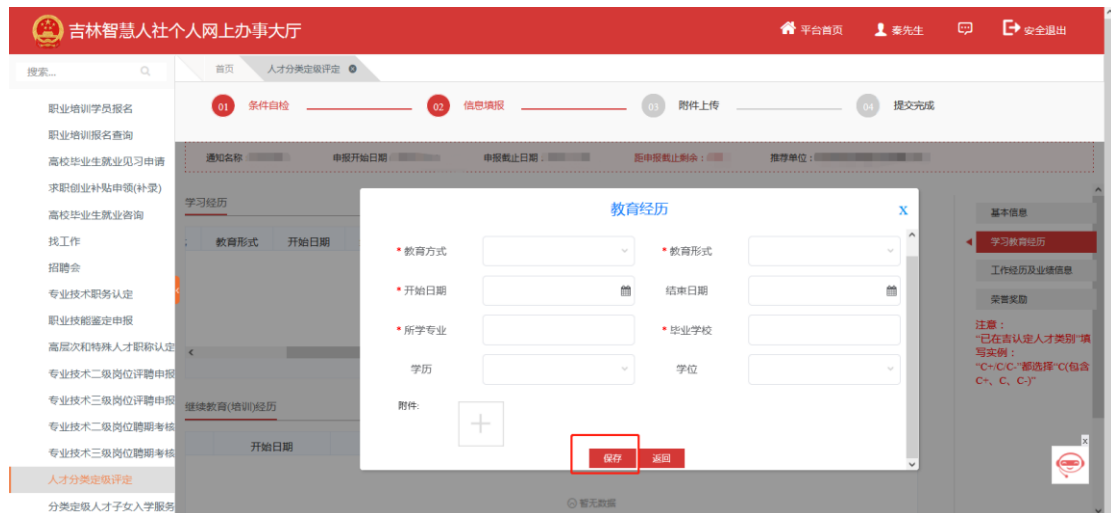 吉林智慧人社个人网上办事大厅
平台首页 秦先生 安全退出
搜索...
首页 人才分类定级评定
01 条件自检 02 信息填报 03 附件上传 04 提交完成
职业培训学员报名
职业培训报名查询
高校毕业生就业见习申请
求职创业补贴申领(补录)
高校毕业生就业咨询
找工作
招聘会
专业技术职务认定
职业技能鉴定申报
高层次和特殊人才职称认定
专业技术二级岗位评聘申报
专业技术三级岗位评聘申报
专业技术二级岗位聘期考核
专业技术三级岗位聘期考核
人才分类定级评定
分类定级人才子女入学服务
通知名称 申报开始日期: 申报截止日期: 距申报截止剩余: 推荐单位:
学习经历
教育形式 开始日期
继续教育(培训)经历
开始日期
暂无数据
教育经历 X
* 教育方式 * 教育形式
* 开始日期 结束日期
* 所学专业 * 毕业学校
学历 学位
附件:
保存 返回
基本信息
学习教育经历
工作经历及业绩信息
荣誉奖励
注意:
"已在吉认定人才类别"填
写实例:
"C+/C/C-"都选择"C(包含
C+、C、C-)"
X